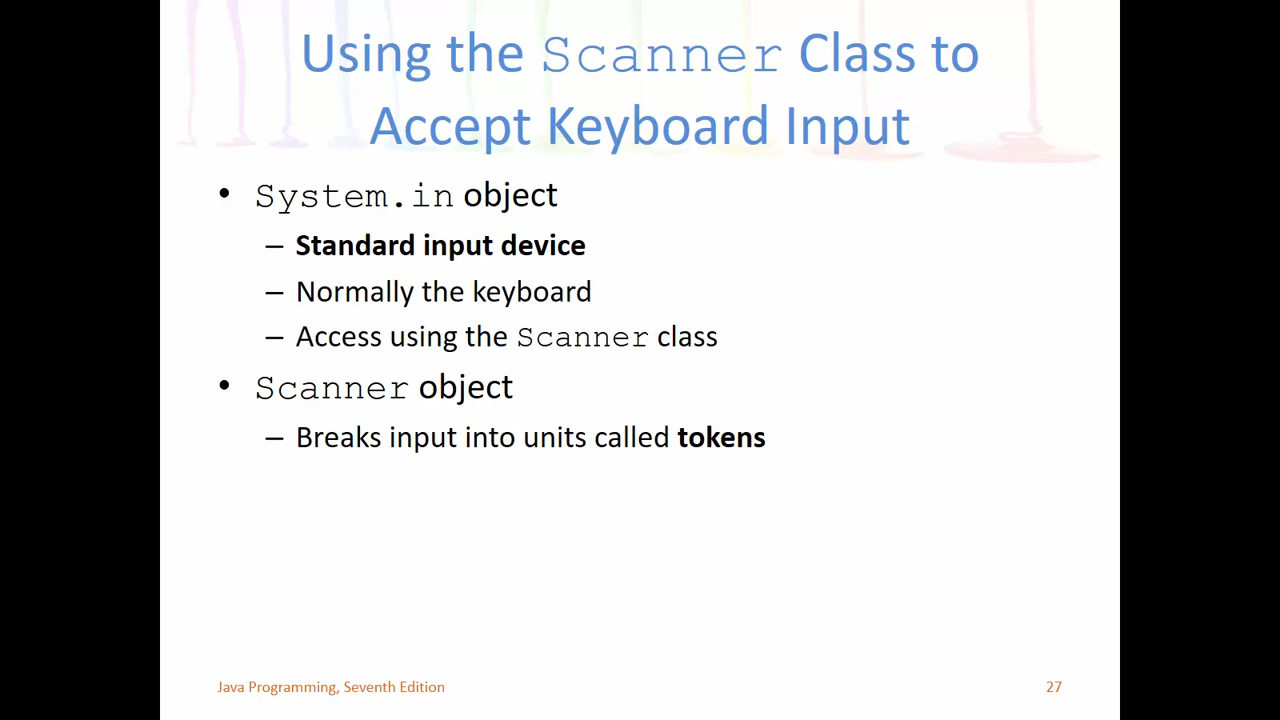 Using the Scanner Class to
Accept Keyboard Input
• System.in object
– Standard input device
– Normally the keyboard
– Access using the Scanner class
• Scanner object
– Breaks input into units called tokens
Java Programming, Seventh Edition
27